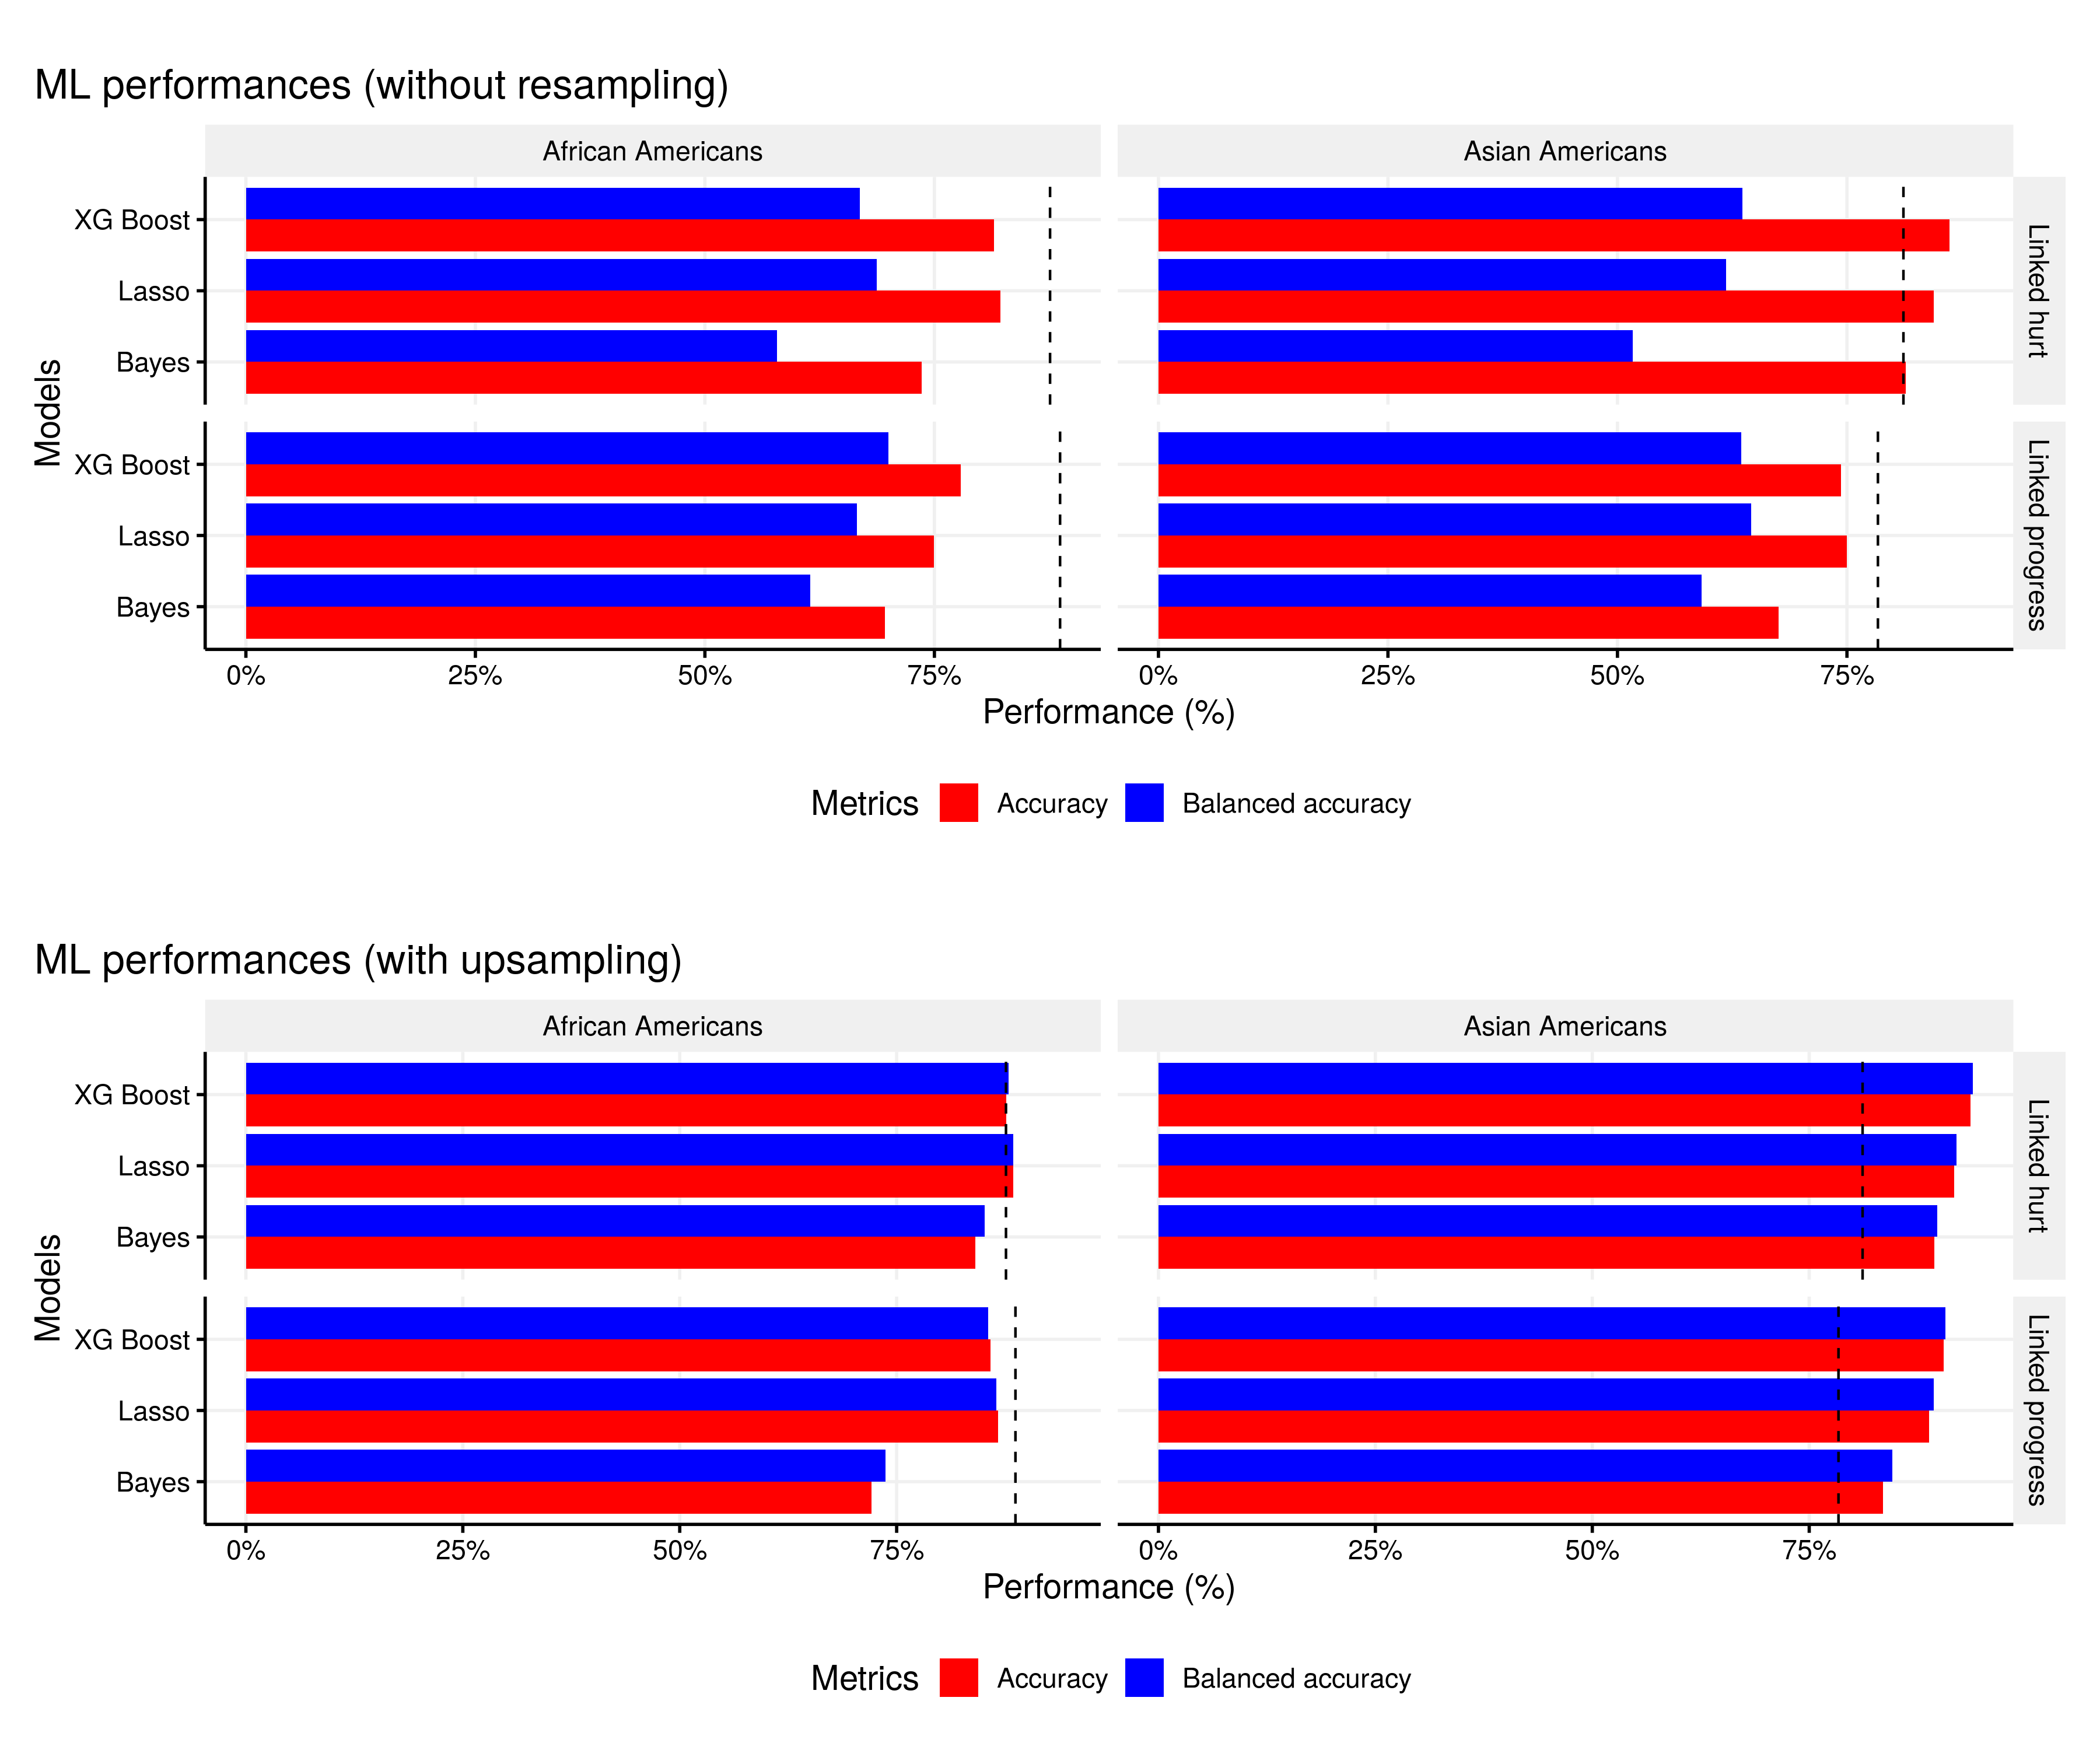 ML performances (without resampling)
African Americans
Asian Americans
XG Boost
Lasso
Bayes
Linked hurt
XG Boost
Lasso
Bayes
Linked progress
Models
0% 25% 50% 75%
0% 25% 50% 75%
Performance (%)
Metrics Accuracy Balanced accuracy
ML performances (with upsampling)
African Americans
Asian Americans
XG Boost
Lasso
Bayes
Linked hurt
XG Boost
Lasso
Bayes
Linked progress
Models
0% 25% 50% 75%
0% 25% 50% 75%
Performance (%)
Metrics Accuracy Balanced accuracy